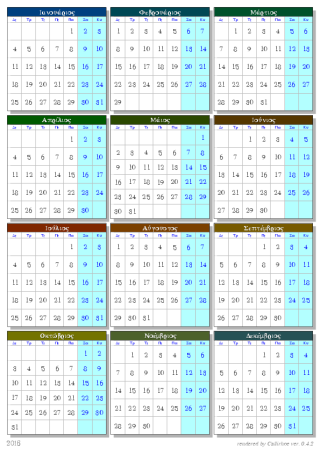 Ιανουάριος
Δε Τρ Τε Πε Πα Σα Κυ
1 2 3
4 5 6 7 8 9 10
11 12 13 14 15 16 17
18 19 20 21 22 23 24
25 26 27 28 29 30 31
Φεβρουάριος
Δε Τρ Τε Πε Πα Σα Κυ
1 2 3 4 5 6 7
8 9 10 11 12 13 14
15 16 17 18 19 20 21
22 23 24 25 26 27 28
29
Μάρτιος
Δε Τρ Τε Πε Πα Σα Κυ
1 2 3 4 5 6
7 8 9 10 11 12 13
14 15 16 17 18 19 20
21 22 23 24 25 26 27
28 29 30 31
Απρίλιος
Δε Τρ Τε Πε Πα Σα Κυ
1 2 3
4 5 6 7 8 9 10
11 12 13 14 15 16 17
18 19 20 21 22 23 24
25 26 27 28 29 30
Μάιος
Δε Τρ Τε Πε Πα Σα Κυ
1
2 3 4 5 6 7 8
9 10 11 12 13 14 15
16 17 18 19 20 21 22
23 24 25 26 27 28 29
30 31
Ιούνιος
Δε Τρ Τε Πε Πα Σα Κυ
1 2 3 4 5
6 7 8 9 10 11 12
13 14 15 16 17 18 19
20 21 22 23 24 25 26
27 28 29 30
Ιούλιος
Δε Τρ Τε Πε Πα Σα Κυ
1 2 3
4 5 6 7 8 9 10
11 12 13 14 15 16 17
18 19 20 21 22 23 24
25 26 27 28 29 30 31
Αύγουστος
Δε Τρ Τε Πε Πα Σα Κυ
1 2 3 4 5 6 7
8 9 10 11 12 13 14
15 16 17 18 19 20 21
22 23 24 25 26 27 28
29 30 31
Σεπτέμβριος
Δε Τρ Τε Πε Πα Σα Κυ
1 2 3 4
5 6 7 8 9 10 11
12 13 14 15 16 17 18
19 20 21 22 23 24 25
26 27 28 29 30
Οκτώβριος
Δε Τρ Τε Πε Πα Σα Κυ
1 2
3 4 5 6 7 8 9
10 11 12 13 14 15 16
17 18 19 20 21 22 23
24 25 26 27 28 29 30
31
Νοέμβριος
Δε Τρ Τε Πε Πα Σα Κυ
1 2 3 4 5 6
7 8 9 10 11 12 13
14 15 16 17 18 19 20
21 22 23 24 25 26 27
28 29 30
Δεκέμβριος
Δε Τρ Τε Πε Πα Σα Κυ
1 2 3 4
5 6 7 8 9 10 11
12 13 14 15 16 17 18
19 20 21 22 23 24 25
26 27 28 29 30 31
2016
rendered by ver. 0.4.2